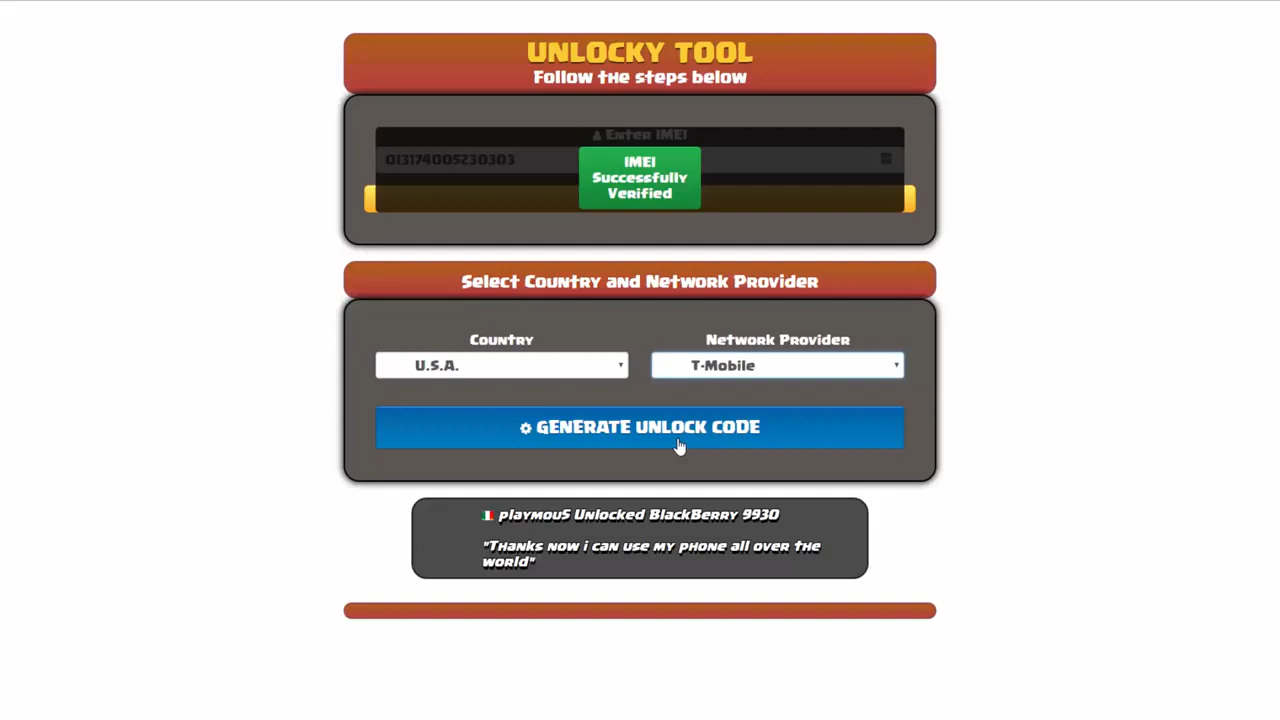 UNLOCKY TOOL
Follow the steps below
Enter IMEI
013174005230303
IMEI
Successfully
Verified
Select Country and Network Provider
Country
Network Provider
U.S.A.
T-Mobile
GENERATE UNLOCK CODE
playmou5 Unlocked BlackBerry 9930
"Thanks now i can use my phone all over the
world"